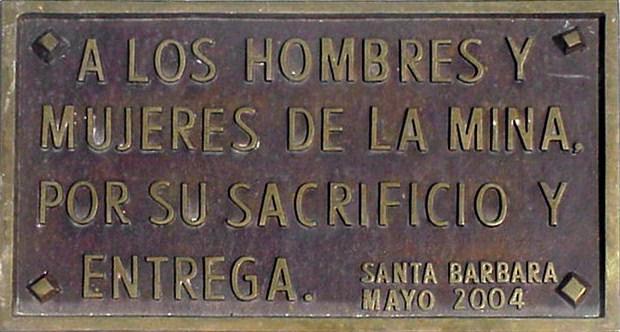 A LOS HOMBRES Y
MUJERES DE LA MINA,
POR SU SACRIFICIO Y
ENTREGA.
SANTA BARBARA
MAYO 2004